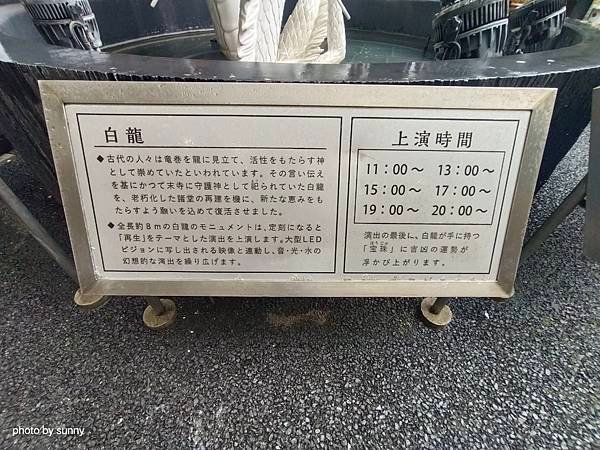 白龍
◆古代の人々は竜巻を龍に見立て、活性をもたらす神
として崇めていたといわれています。その言い伝え
を基にかつて末寺に守護神として祀られていた白龍
を、老朽化した諸堂の再建を機に、新たな恵みをも
たらすよう願いを込めて復活させました。
◆全長約8mの白龍のモニュメントは、定刻になると
「再生」をテーマとした演出を上演します。大型LED
ビジョンに写し出される映像と連動し、音・光・水の
幻想的な演出を繰り広げます。
上演時間
11:00～ 13:00～
15:00～ 17:00～
19:00～ 20:00～
演出の最後に、白龍が手に持つ
ほうじゅ
「宝珠」に吉凶の運勢が
浮かび上がります。
photo by sunny